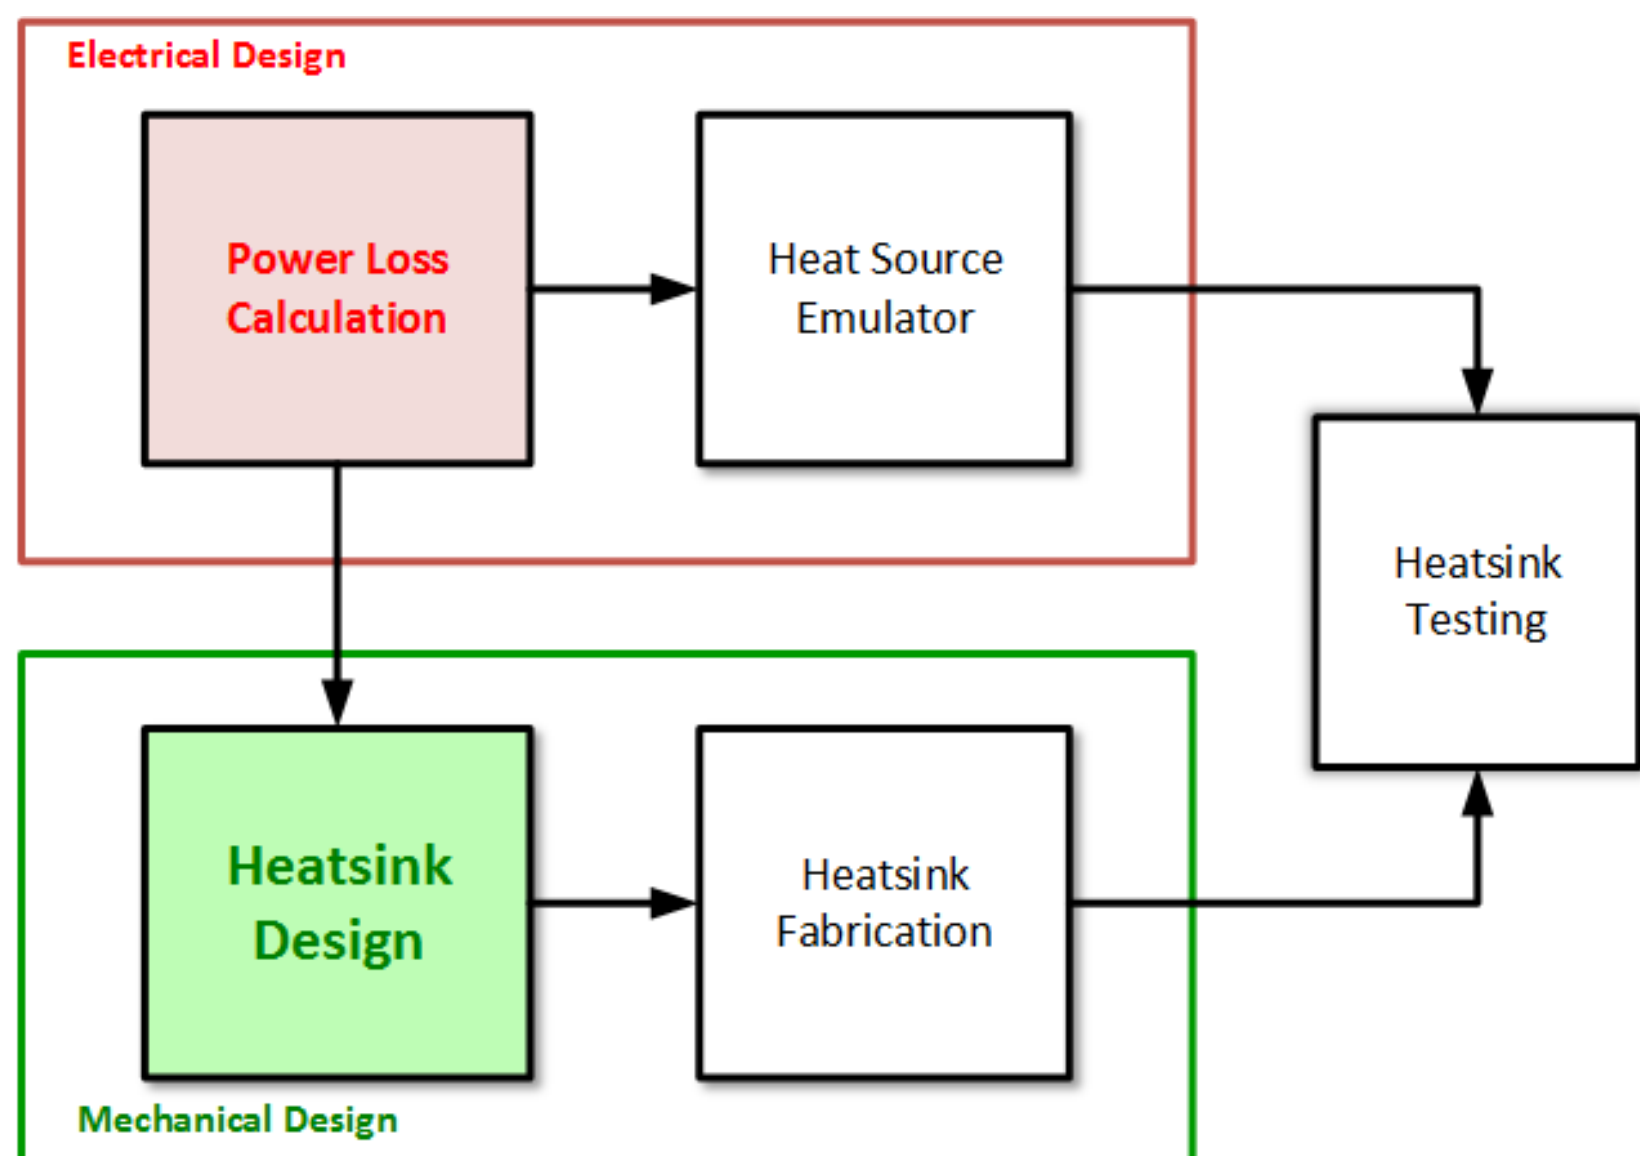 Electrical Design
Power Loss
Calculation
Heat Source
Emulator
Heatsink
Testing
Heatsink
Design
Heatsink
Fabrication
Mechanical Design